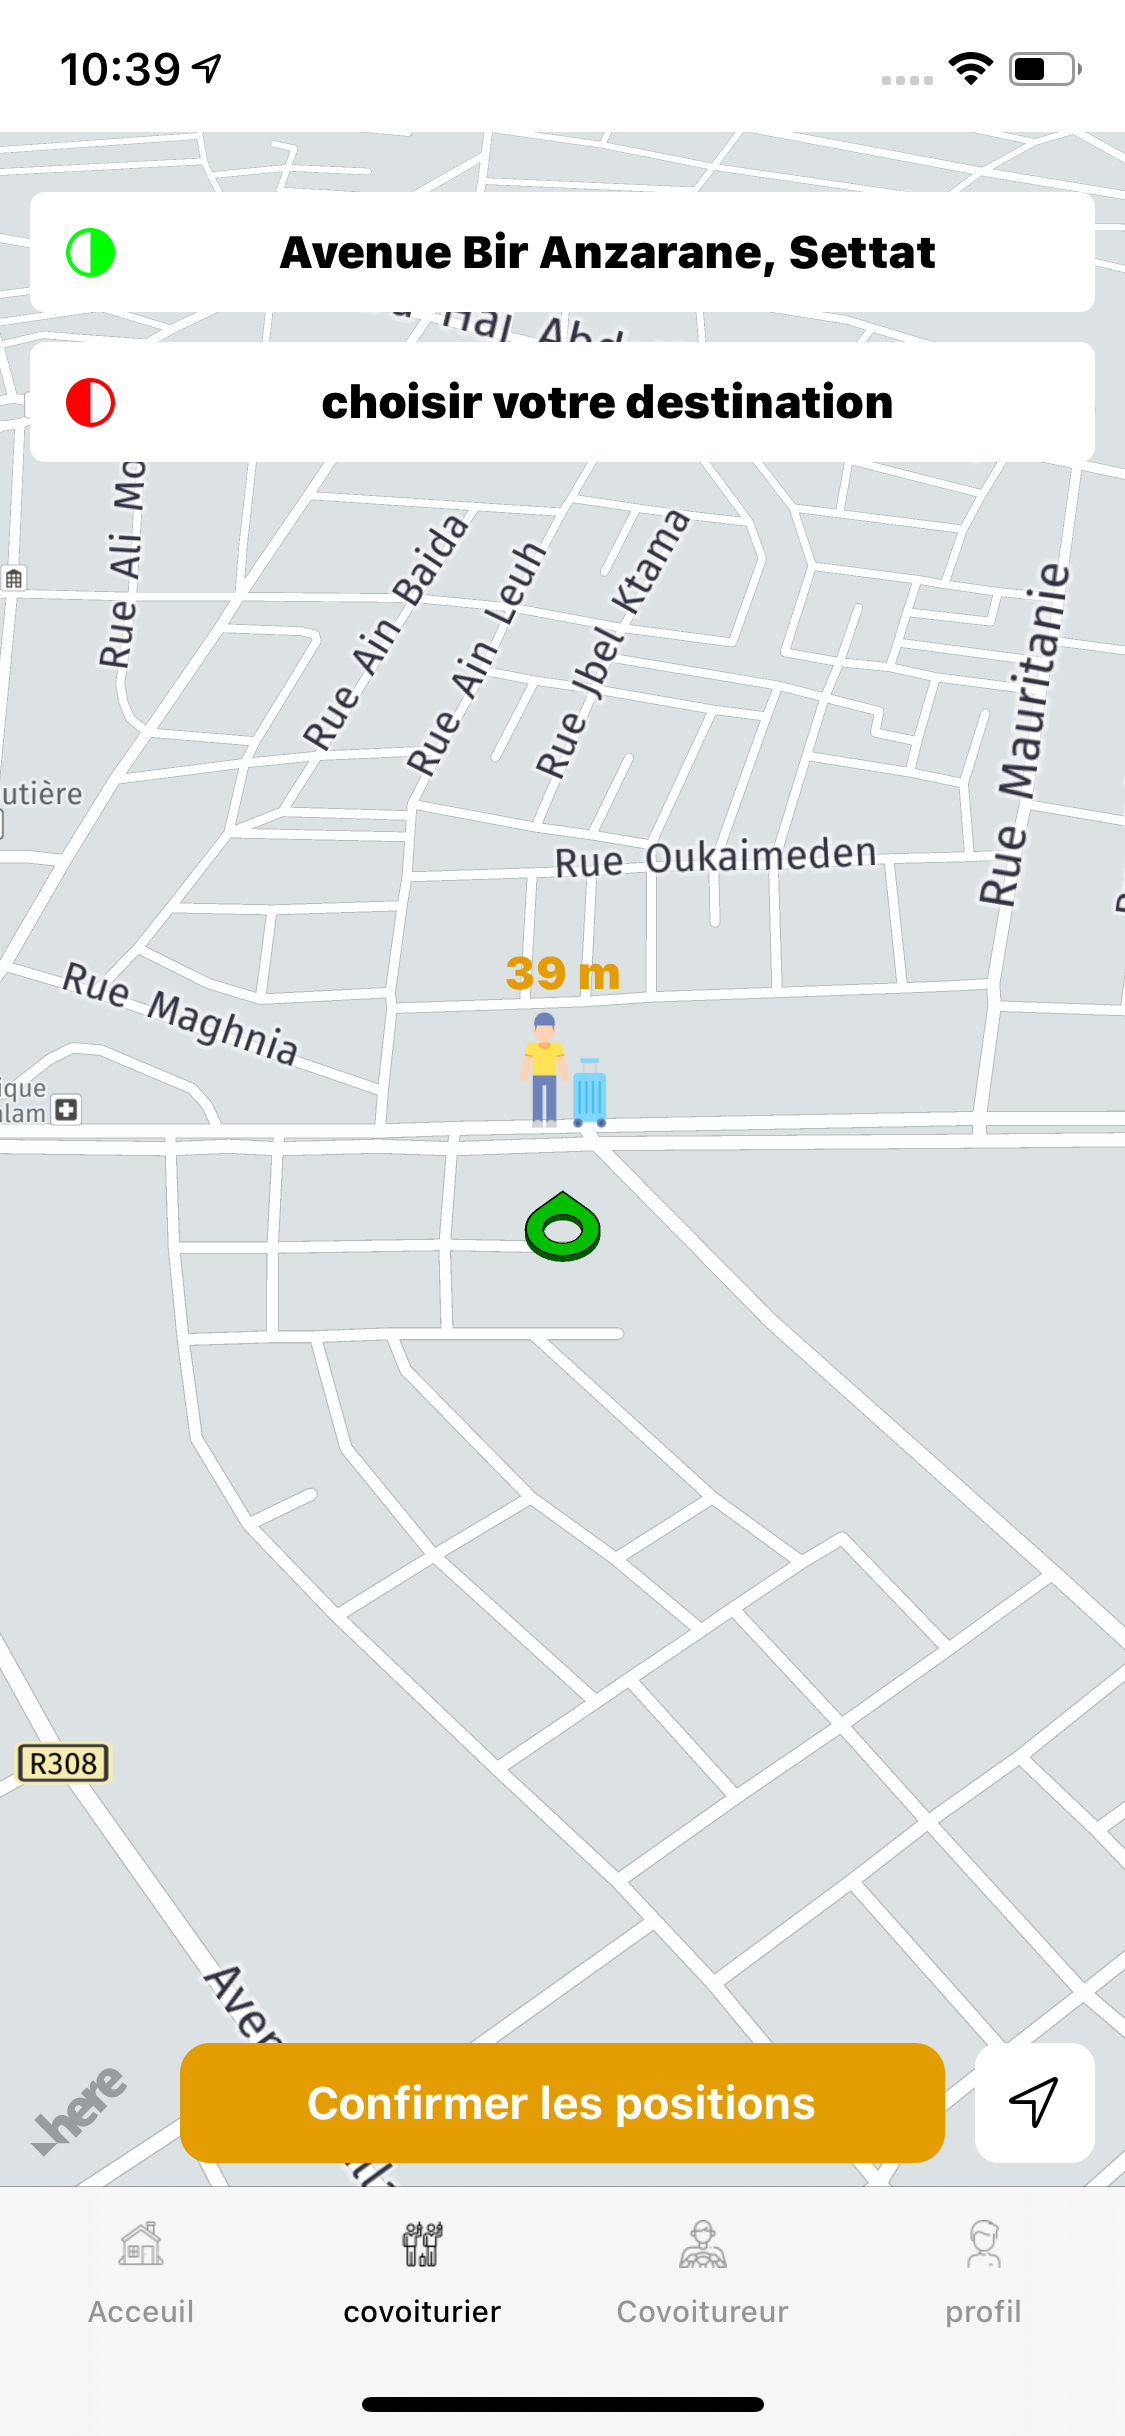 10:39
Avenue Bir Anzarane, Settat
Haj
choisir votre destination
Rue Ali
Rue Ain Baida
Rue Ain Leuh
Rue Jbel Ktama
Rue Mauritanie
utière
Rue Oukaimeden
39 m
Rue Maghnia
ique
alam
R308
Aven
here
Confirmer les positions
Acceuil
covoiturier
Covoitureur
profil